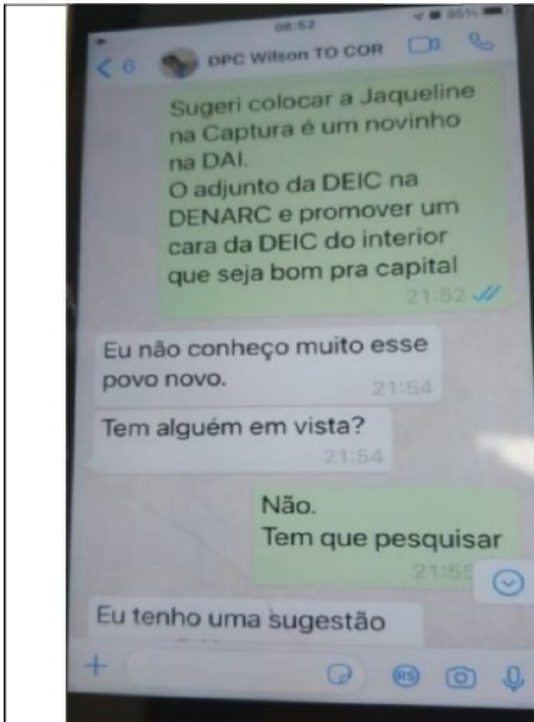 08:52
85%
6
DPC Wilson TO COR
Sugeri colocar a Jaqueline
na Captura é um novinho
na DAI.
O adjunto da DEIC na
DENARC e promover um
cara da DEIC do interior
que seja bom pra capital
21:52
Eu não conheço muito esse
povo novo.
21:54
Tem alguém em vista?
21:54
Não.
Tem que pesquisar
Eu tenho uma sugestão
RS